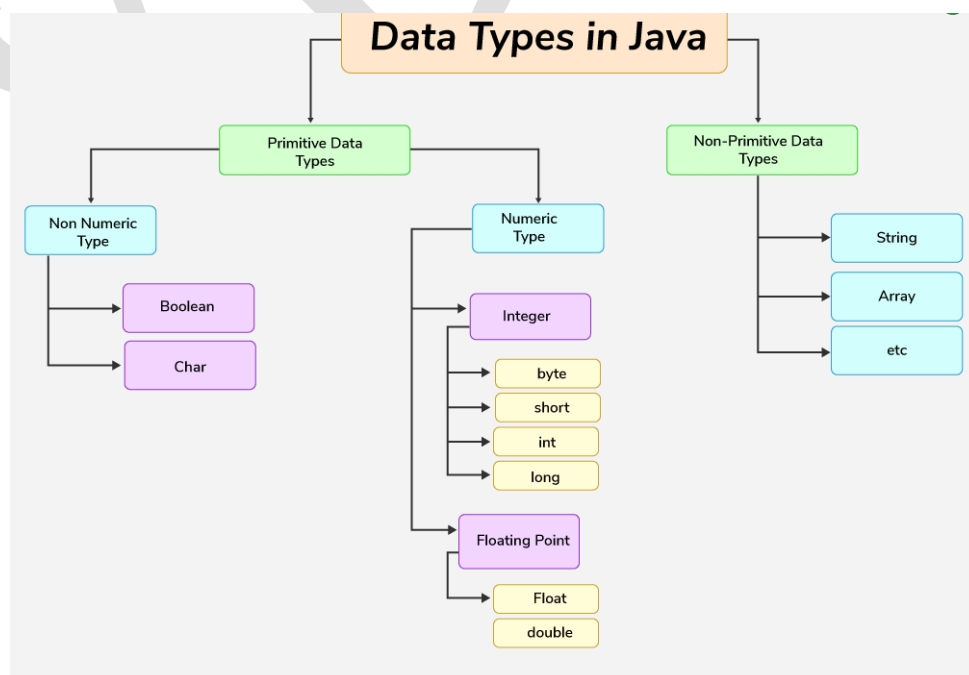 Data Types in Java
Primitive Data
Types
Non-Primitive Data
Types
Non Numeric
Type
Numeric
Type
String
Array
etc
Boolean
Char
Integer
byte
short
int
long
Floating Point
Float
double